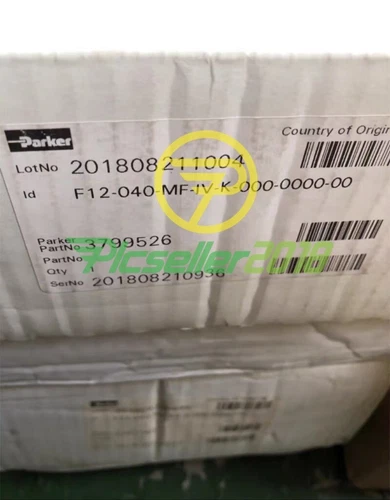 Parker
Country of Origin
LotNo 201808211004
Id F12-040-MF-IV-K-000-0000-00
Parker
PartNo 3799526
PartNo
Qty
SerNo 201808210936
Picseller2018
Parker